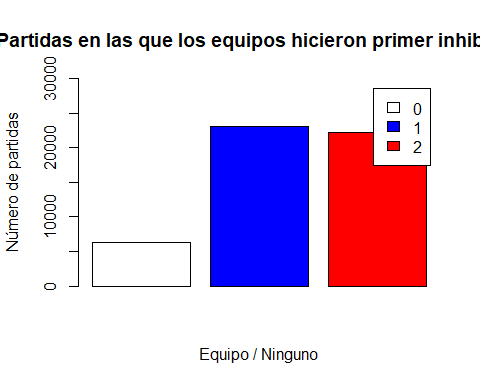 Partidas en las que los equipos hicieron primer inhib
Número de partidas
30000
20000
10000
0
0
1
2
Equipo / Ninguno